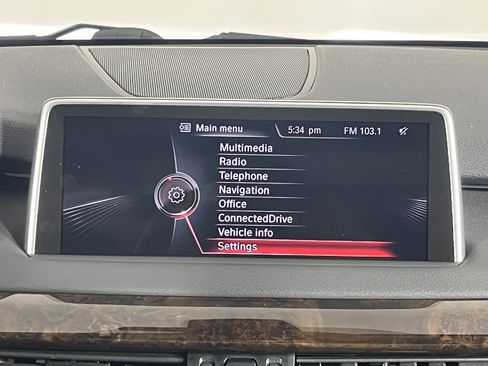 Main menu 5:34 pm FM 103.1
Multimedia
Radio
Telephone
Navigation
Office
ConnectedDrive
Vehicle info
Settings